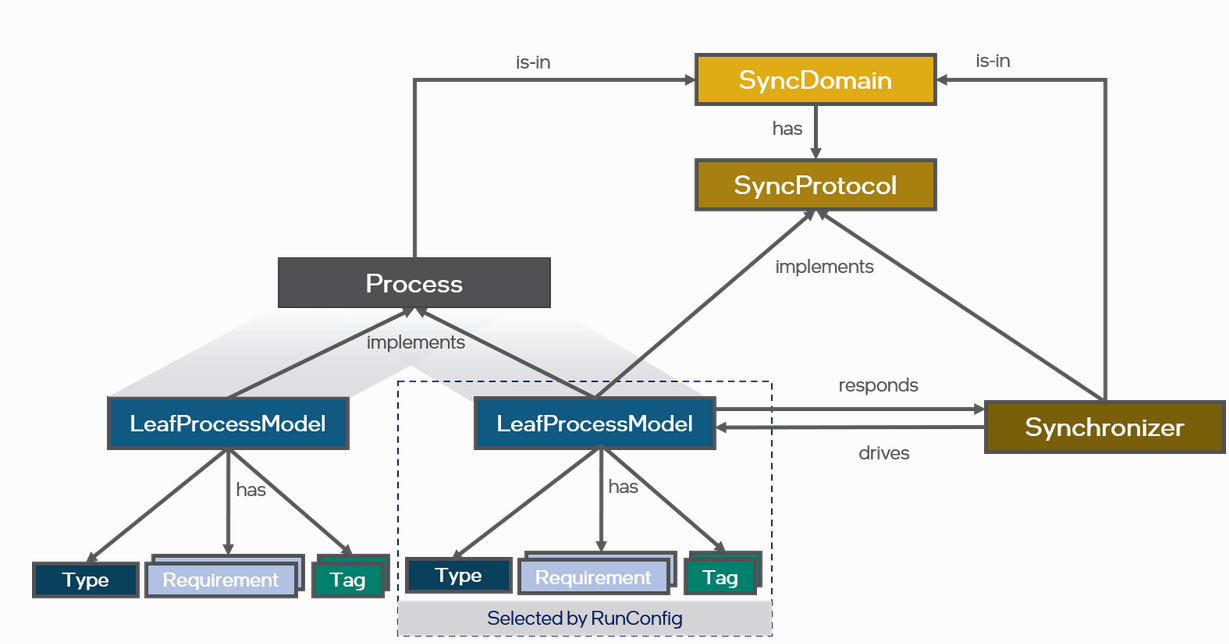 is-in
SyncDomain
is-in
has
SyncProtocol
implements
Process
implements
LeafProcessModel
LeafProcessModel
responds
drives
Synchronizer
has
has
Type
Requirement
Tag
Type
Requirement
Tag
Selected by RunConfig